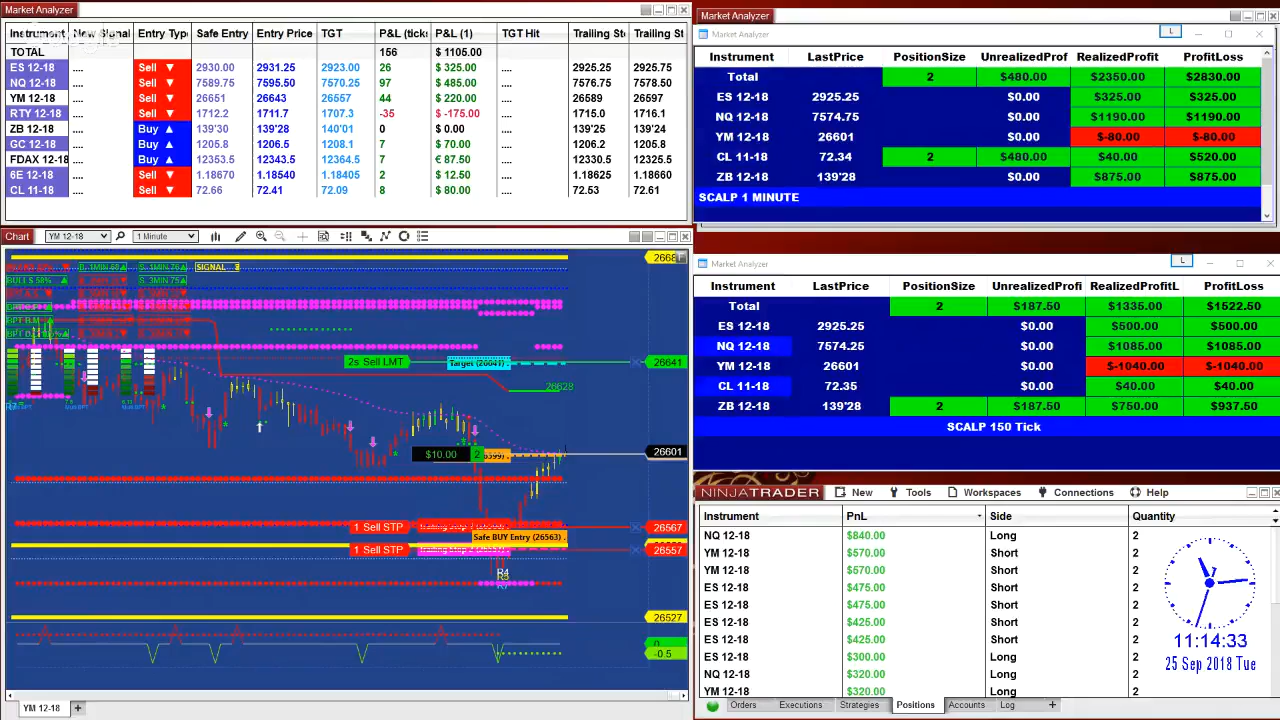 Market Analyzer
Instrument New Signal Entry Typ Safe Entry Entry Price TGT P&L (ticks P&L (1) TGT Hit Trailing Sto Trailing St
TOTAL 156 $ 1105.00
ES 12-18 .... Sell ▼ 2930.00 2931.25 2923.00 26 $ 325.00 .... 2925.25 2925.75
NQ 12-18 .... Sell ▼ 7589.75 7595.50 7570.25 97 $ 485.00 .... 7576.75 7578.50
YM 12-18 .... Sell ▼ 26651 26643 26557 44 $ 220.00 .... 26589 26597
RTY 12-18 .... Sell ▼ 1712.2 1711.7 1707.3 -35 $ -175.00 .... 1715.0 1716.1
ZB 12-18 .... Buy ▲ 139'30 139'28 140'01 0 $ 0.00 .... 139'25 139'24
GC 12-18 .... Buy ▲ 1205.8 1206.5 1208.1 7 $ 70.00 .... 1206.2 1205.8
FDAX 12-18 .... Buy ▲ 12353.5 12343.5 12364.5 7 € 87.50 .... 12330.5 12325.5
6E 12-18 .... Sell ▼ 1.18670 1.18540 1.18405 2 $ 12.50 .... 1.18625 1.18660
CL 11-18 .... Sell ▼ 72.66 72.41 72.09 8 $ 80.00 .... 72.53 72.61
Chart YM 12-18 1 Minute
SIGNAL
2s Sell LMT
Target (26641)
26641
26628
$10.00 2
26601
1 Sell STP
26567
Safe BUY Entry (26563)
1 Sell STP
26557
R4
26527
0
-0.5
YM 12-18 +
Market Analyzer
Market Analyzer L
Instrument LastPrice PositionSize UnrealizedProf RealizedProfit ProfitLoss
Total 2 $480.00 $2350.00 $2830.00
ES 12-18 2925.25 $0.00 $325.00 $325.00
NQ 12-18 7574.75 $0.00 $1190.00 $1190.00
YM 12-18 26601 $0.00 $-80.00 $-80.00
CL 11-18 72.34 2 $480.00 $40.00 $520.00
ZB 12-18 139'28 $0.00 $875.00 $875.00
SCALP 1 MINUTE
Market Analyzer L
Instrument LastPrice PositionSize UnrealizedProfi RealizedProfitL ProfitLoss
Total 2 $187.50 $1335.00 $1522.50
ES 12-18 2925.25 $0.00 $500.00 $500.00
NQ 12-18 7574.25 $0.00 $1085.00 $1085.00
YM 12-18 26601 $0.00 $-1040.00 $-1040.00
CL 11-18 72.35 $0.00 $40.00 $40.00
ZB 12-18 139'28 2 $187.50 $750.00 $937.50
SCALP 150 Tick
NINJATRADER New Tools Workspaces Connections Help
Instrument PnL Side Quantity
NQ 12-18 $840.00 Long 2
YM 12-18 $570.00 Short 2
YM 12-18 $570.00 Short 2
ES 12-18 $475.00 Short 2
ES 12-18 $475.00 Short 2
ES 12-18 $425.00 Short 2
ES 12-18 $425.00 Short 2
ES 12-18 $300.00 Long 2
NQ 12-18 $320.00 Long 2
YM 12-18 $320.00 Long 2
11:14:33
25 Sep 2018 Tue
Orders Executions Strategies Positions Accounts Log +